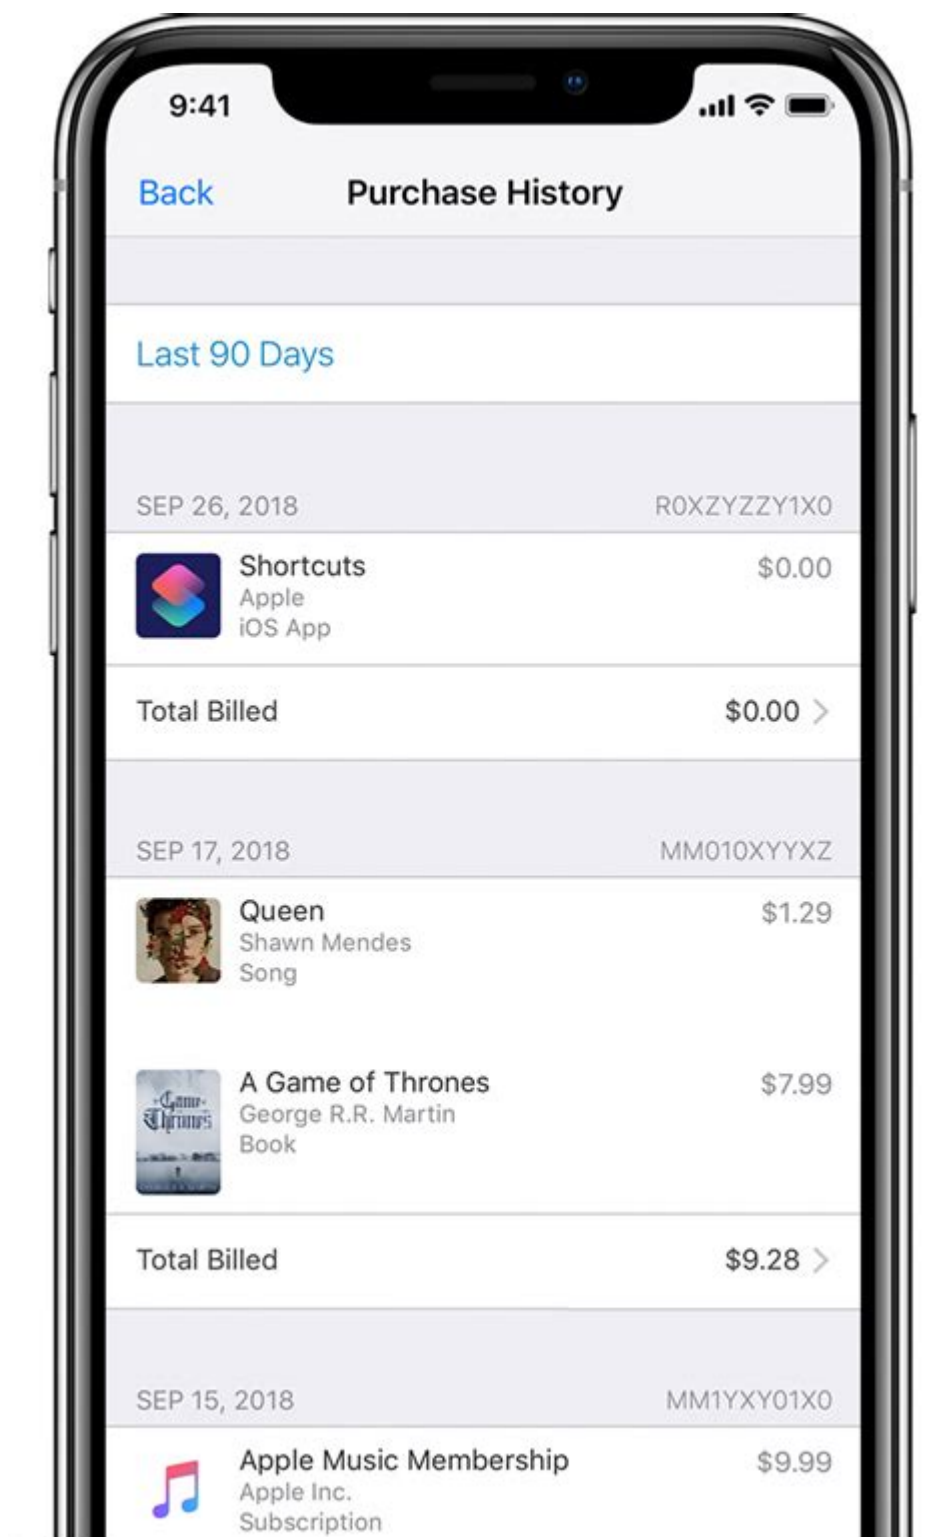 9:41
Back Purchase History
Last 90 Days
SEP 26, 2018 R0XZYZZY1X0
Shortcuts $0.00
Apple
iOS App
Total Billed $0.00
SEP 17, 2018 MM010XYYXZ
Queen $1.29
Shawn Mendes
Song
A Game of Thrones $7.99
George R.R. Martin
Book
Game
Thrones
Total Billed $9.28
SEP 15, 2018 MM1YXY01X0
Apple Music Membership $9.99
Apple Inc.
Subscription